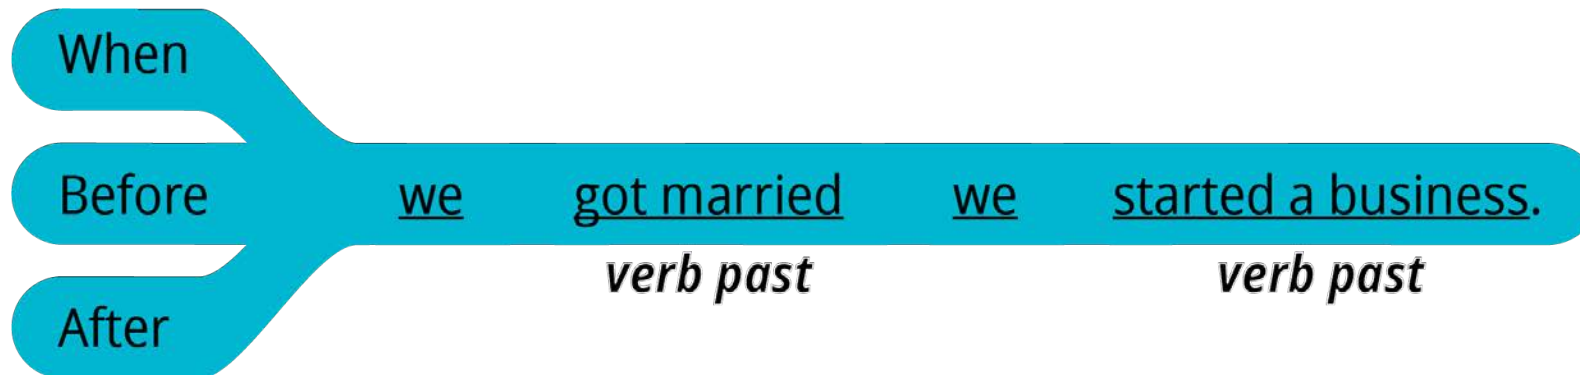 When
Before we got married we started a business.
verb past verb past
After